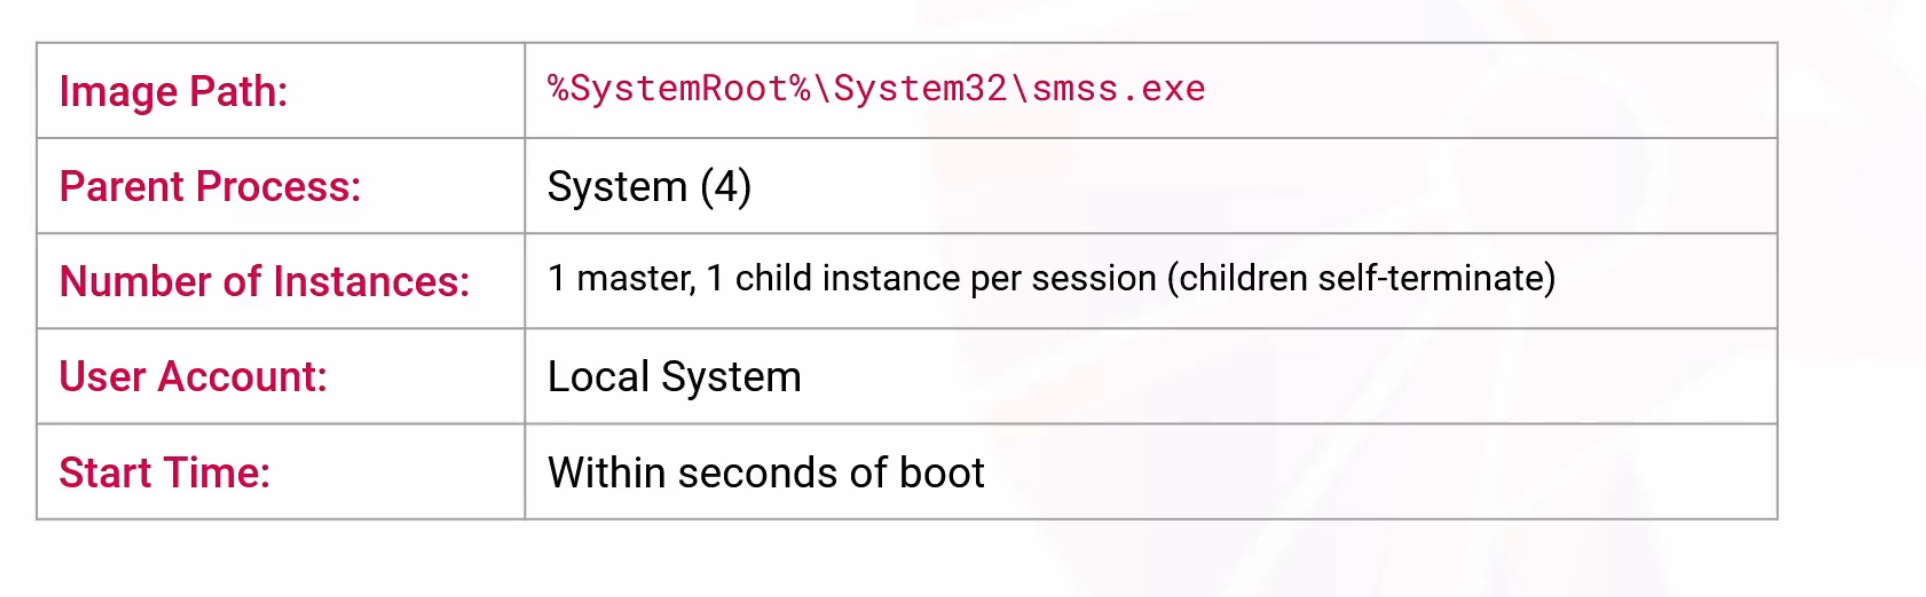 Image Path: %SystemRoot%\System32\smss.exe
Parent Process: System (4)
Number of Instances: 1 master, 1 child instance per session (children self-terminate)
User Account: Local System
Start Time: Within seconds of boot